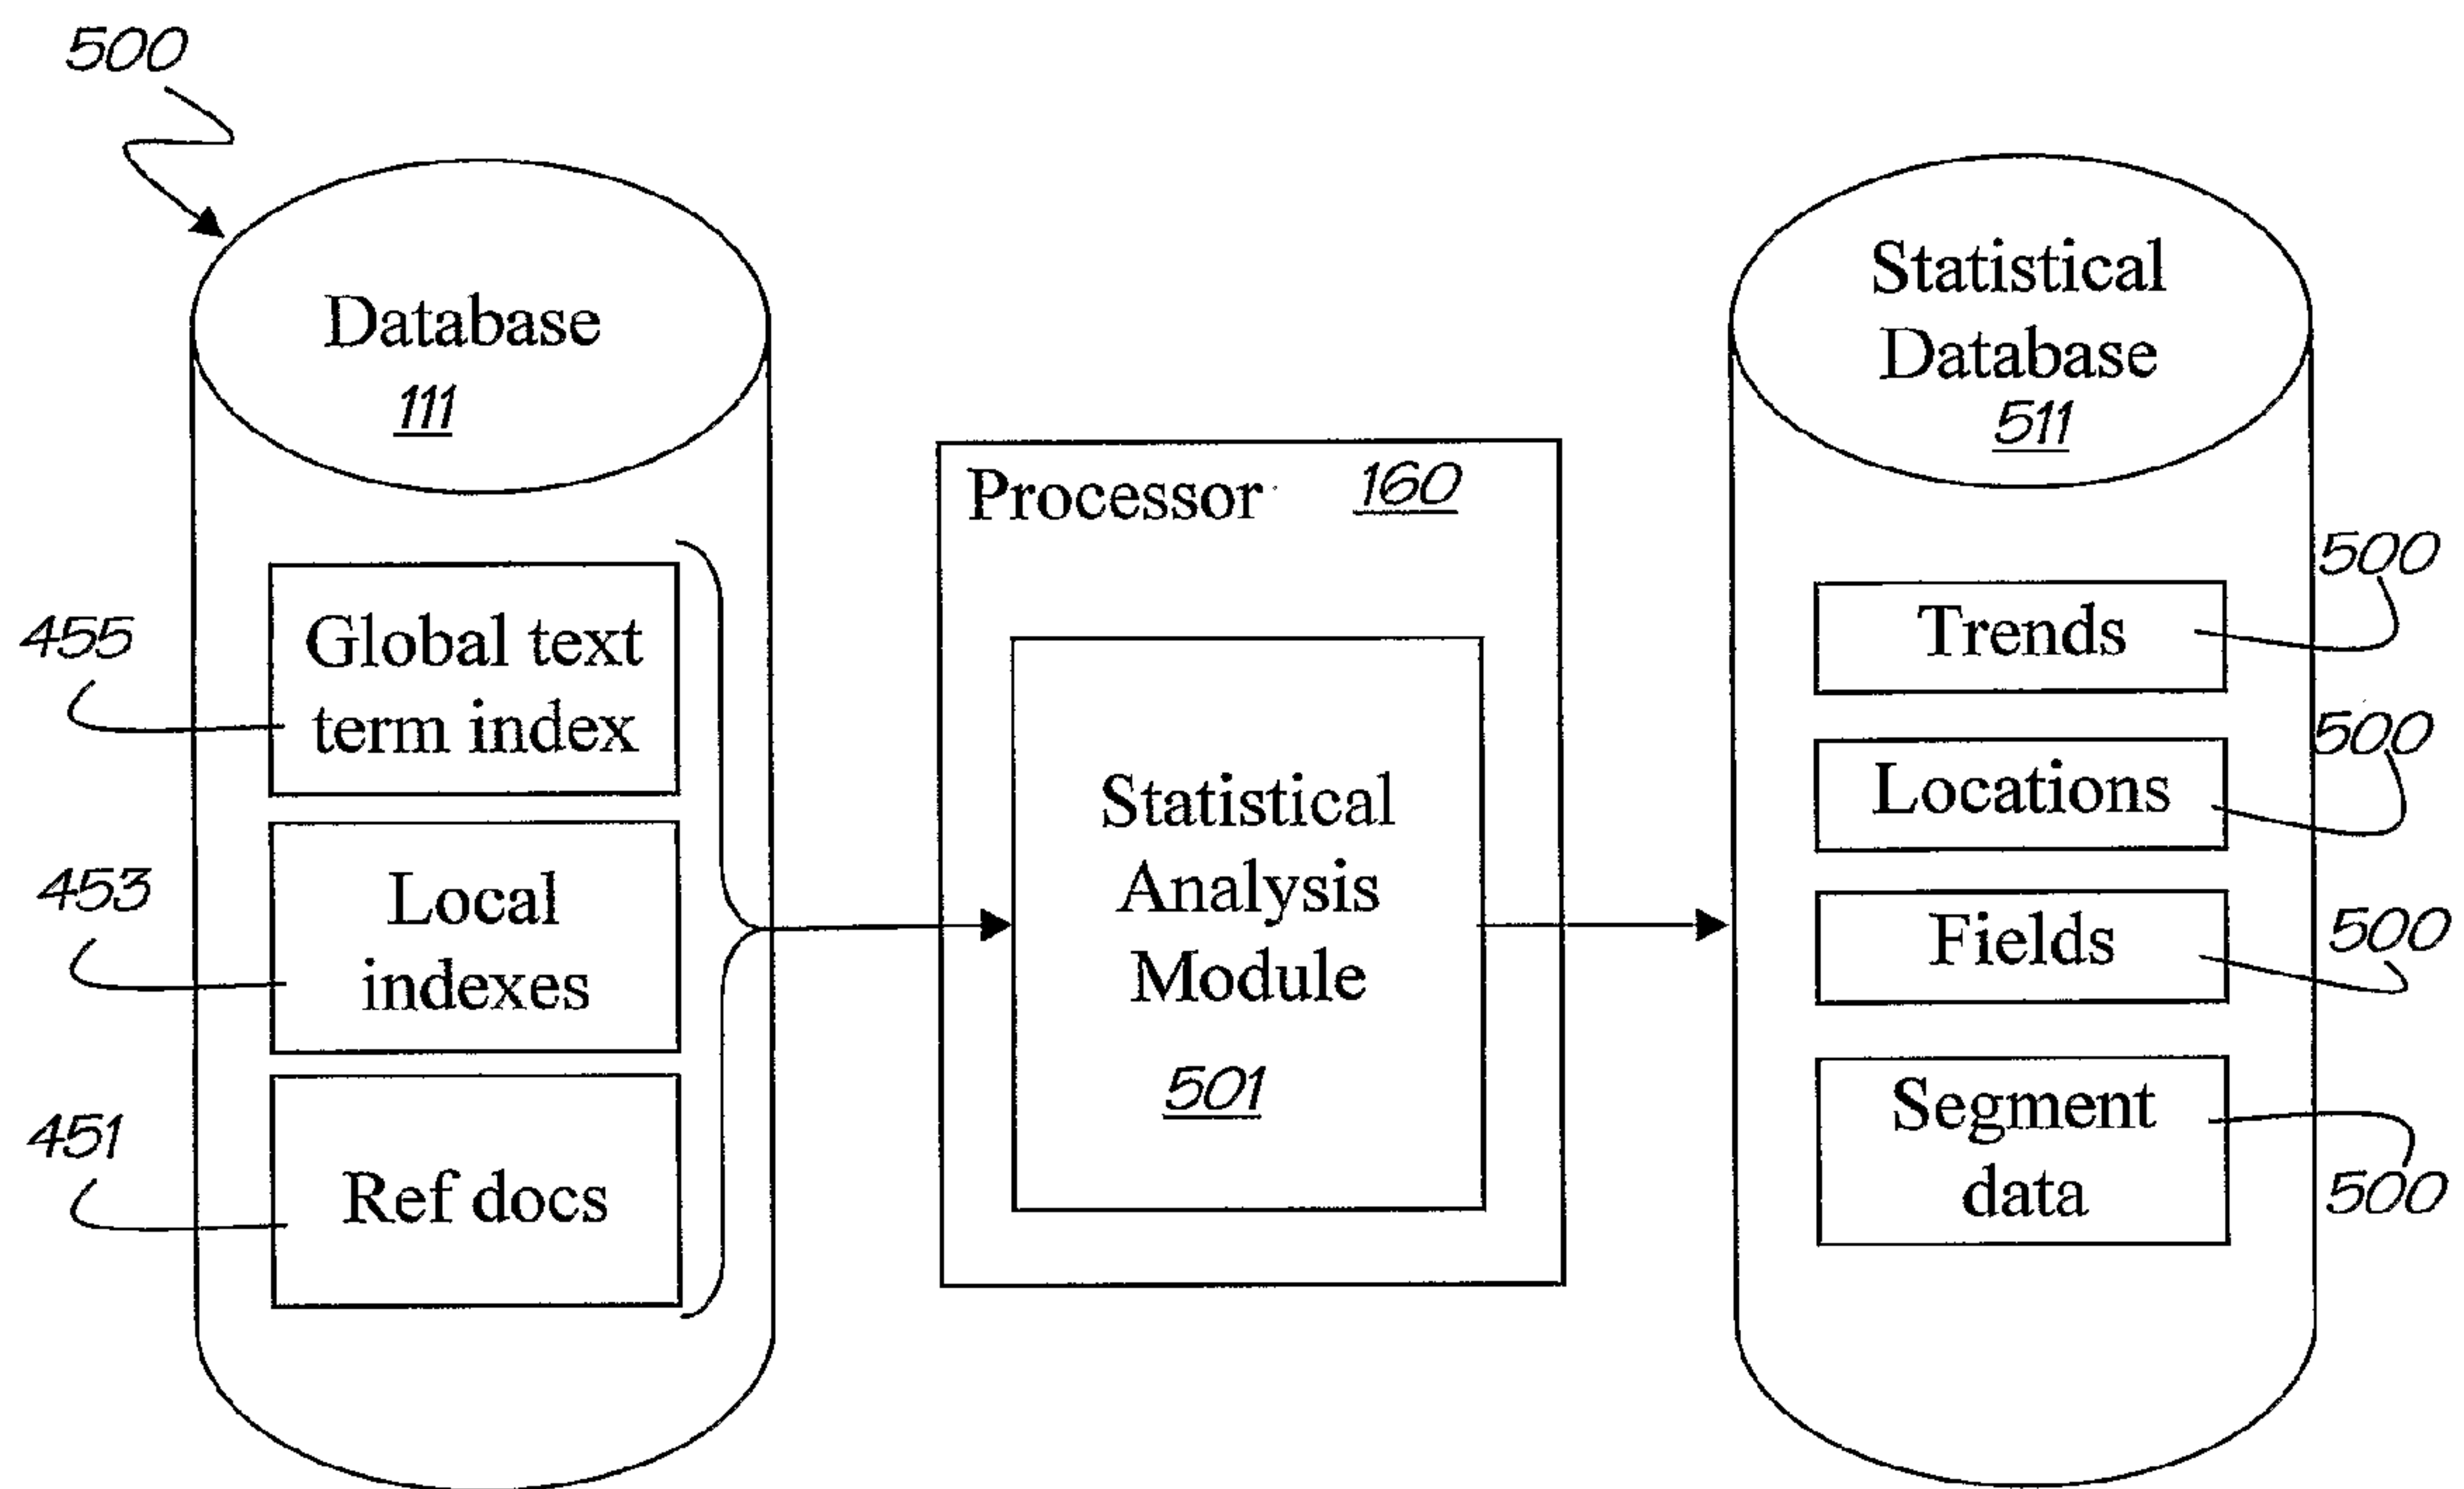 500
Database
111
455
Global text
term index
453
Local
indexes
451
Ref docs
Processor 160
Statistical
Analysis
Module
501
Statistical
Database
511
Trends
500
Locations
500
Fields
500
Segment
data
500